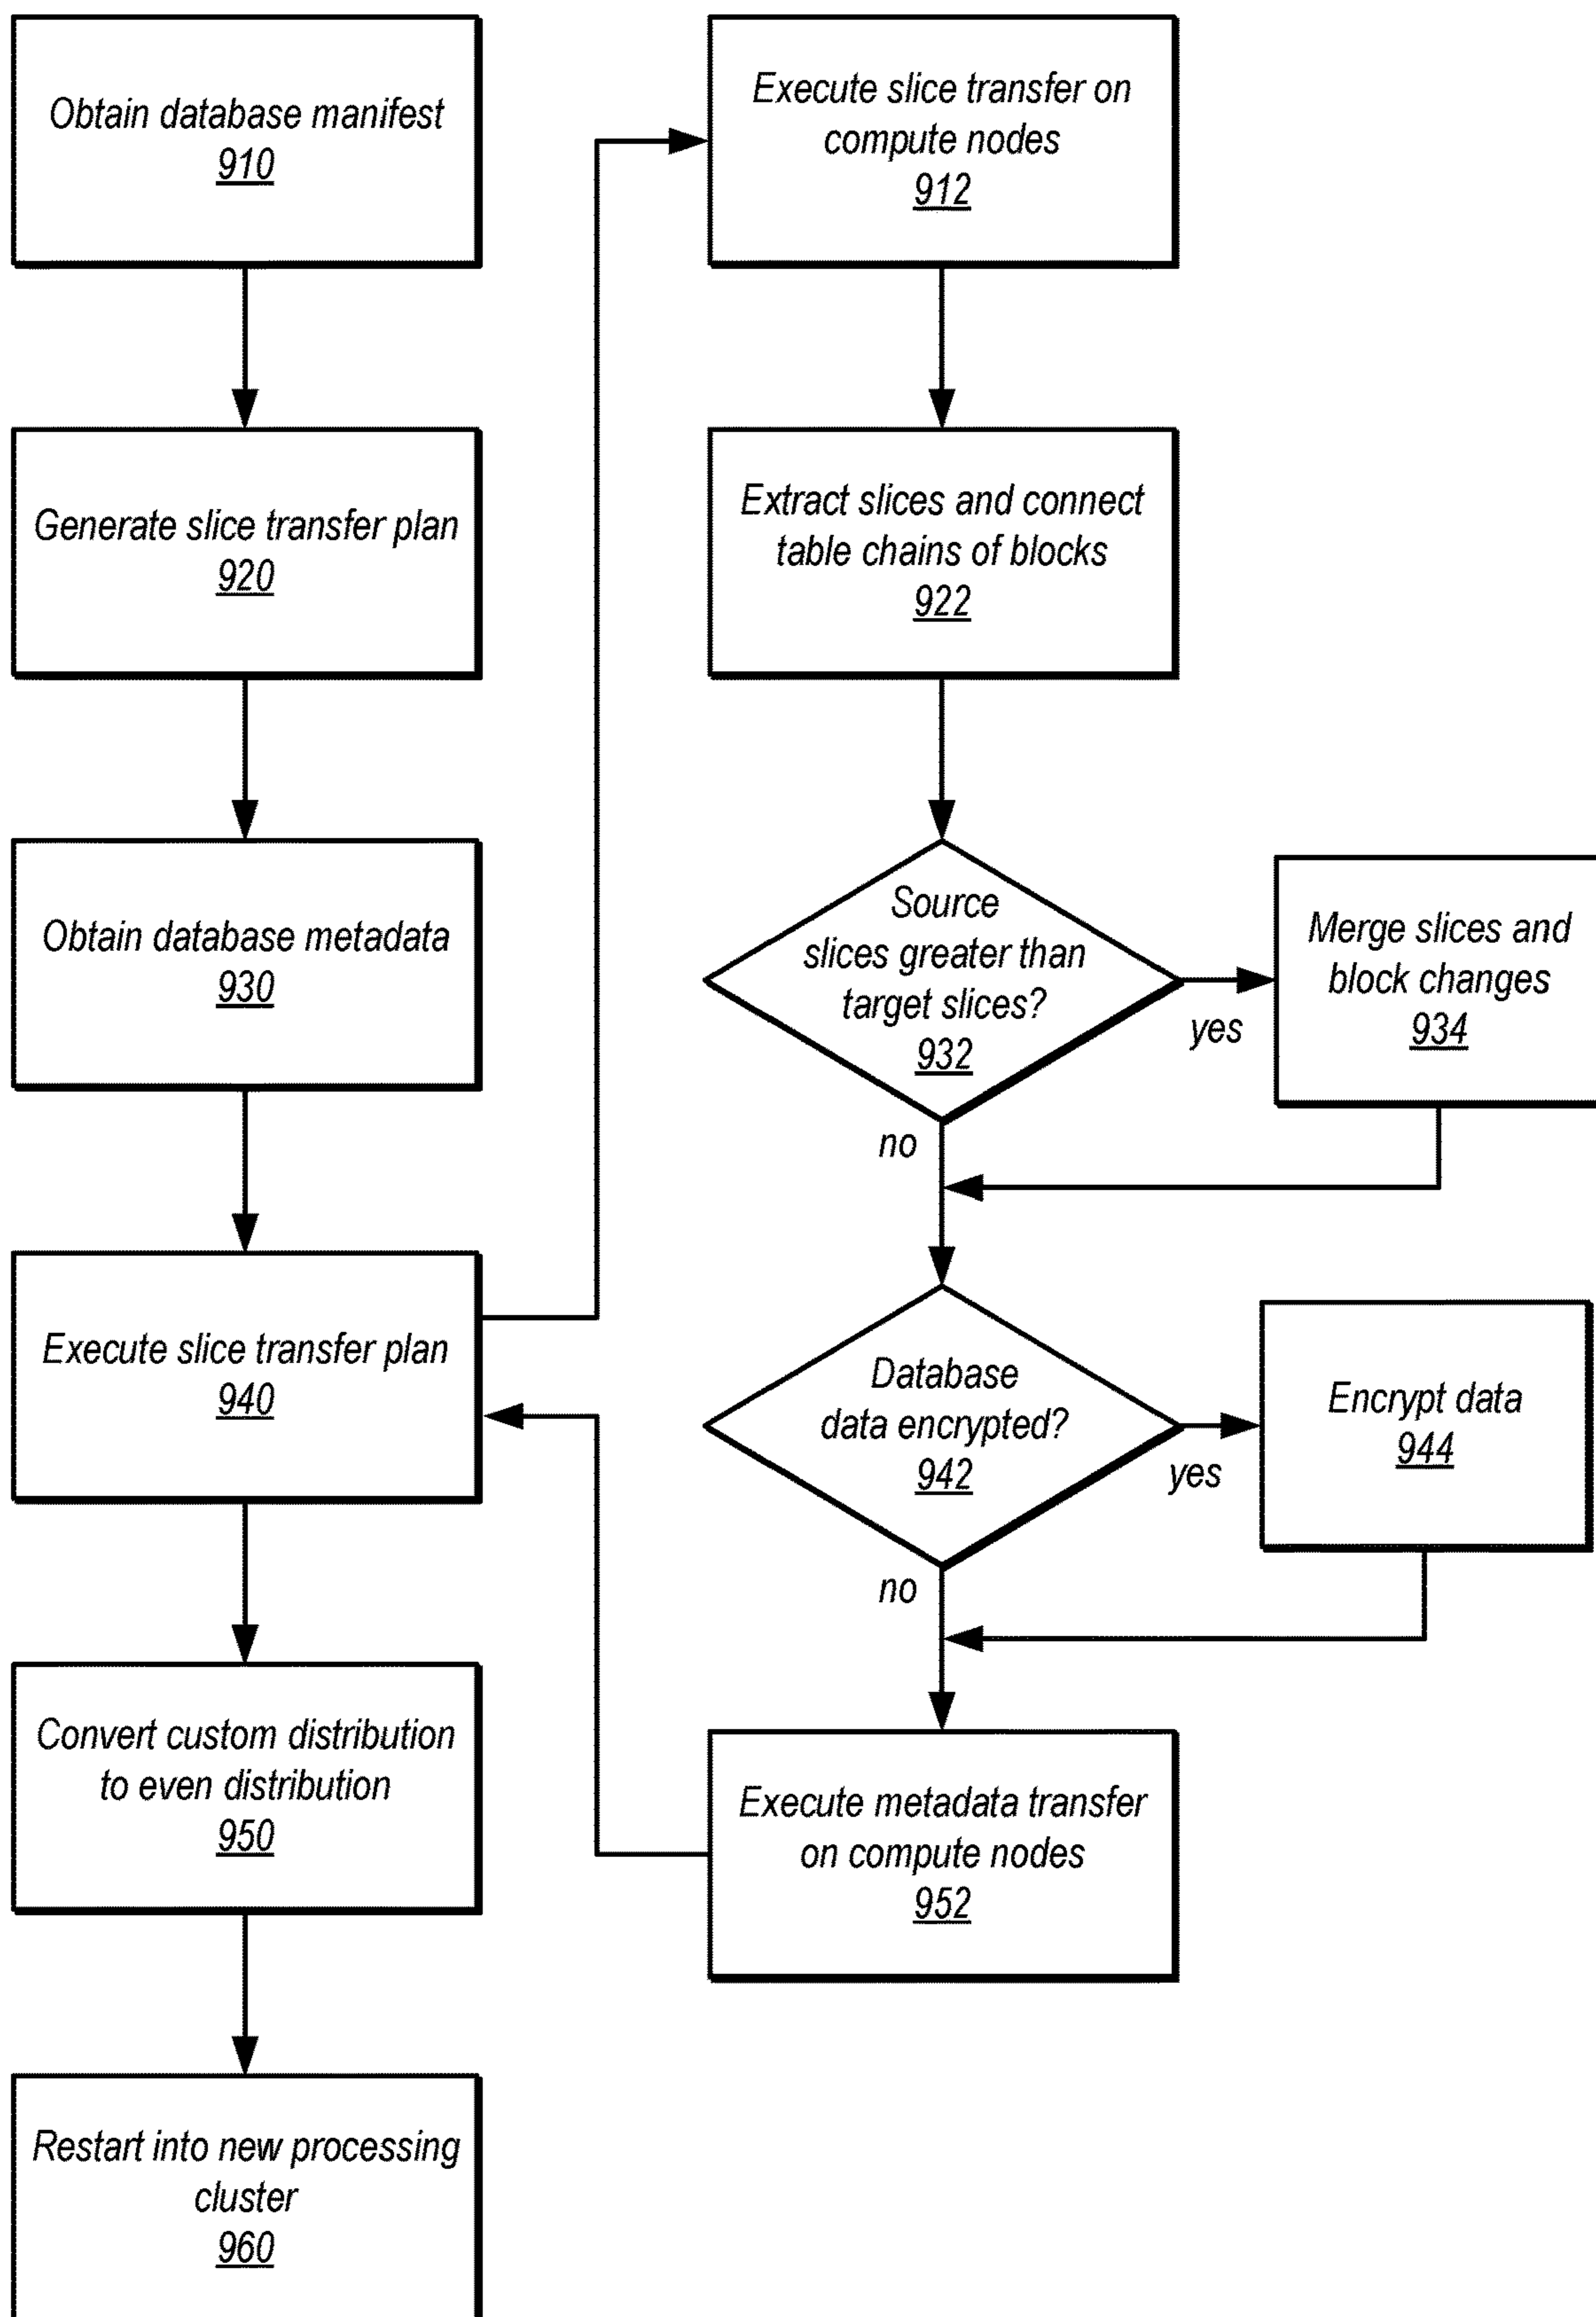 Obtain database manifest
910
Generate slice transfer plan
920
Obtain database metadata
930
Execute slice transfer plan
940
Convert custom distribution
to even distribution
950
Restart into new processing
cluster
960
Execute slice transfer on
compute nodes
912
Extract slices and connect
table chains of blocks
922
Source
slices greater than
target slices?
932
yes
no
Merge slices and
block changes
934
Database
data encrypted?
942
yes
no
Encrypt data
944
Execute metadata transfer
on compute nodes
952